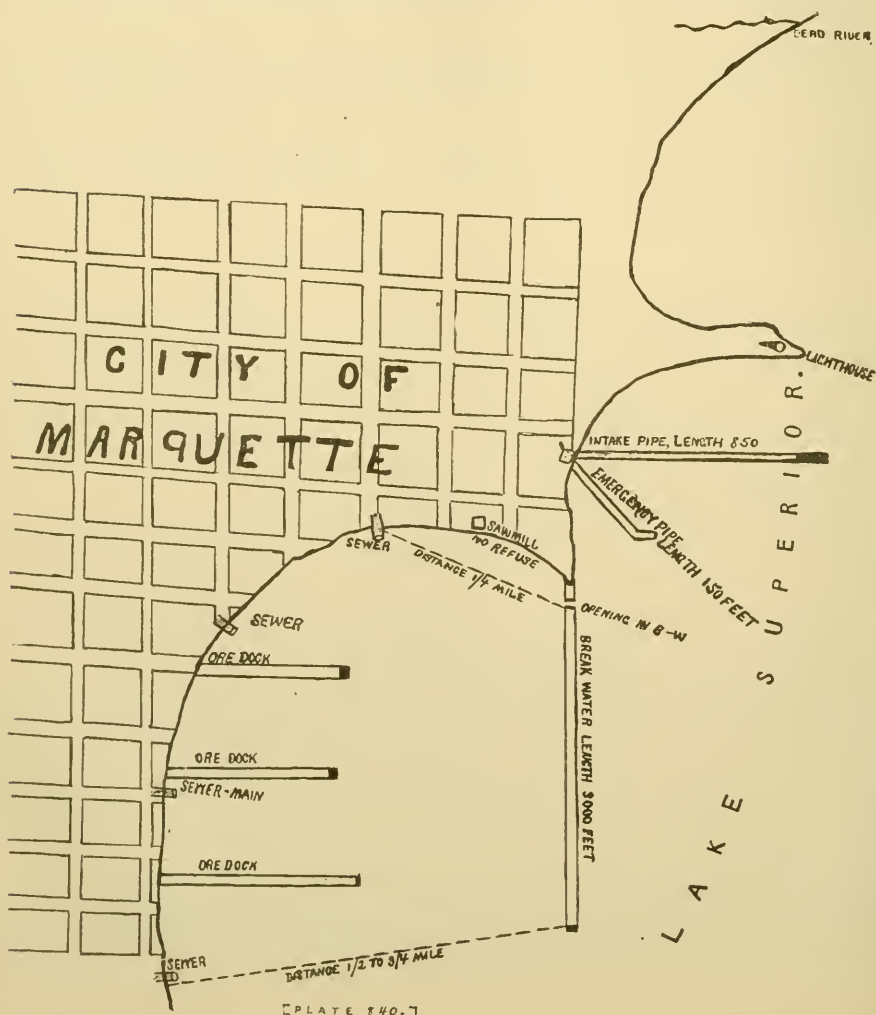 DEAD RIVER
CITY OF
MARQUETTE
LIGHTHOUSE
INTAKE PIPE, LENGTH 850
EMERGENCY PIPE
LENGTH 150 FEET
LAKE SUPERIOR.
SAWMILL
NO REFUSE
SEWER
DISTANCE 1/4 MILE
OPENING IN B-W
SEWER
ORE DOCK
BREAK WATER LENGTH 3000 FEET
ORE DOCK
SEWER-MAIN
ORE DOCK
SEWER
DISTANCE 1/2 TO 3/4 MILE
[PLATE 840.]